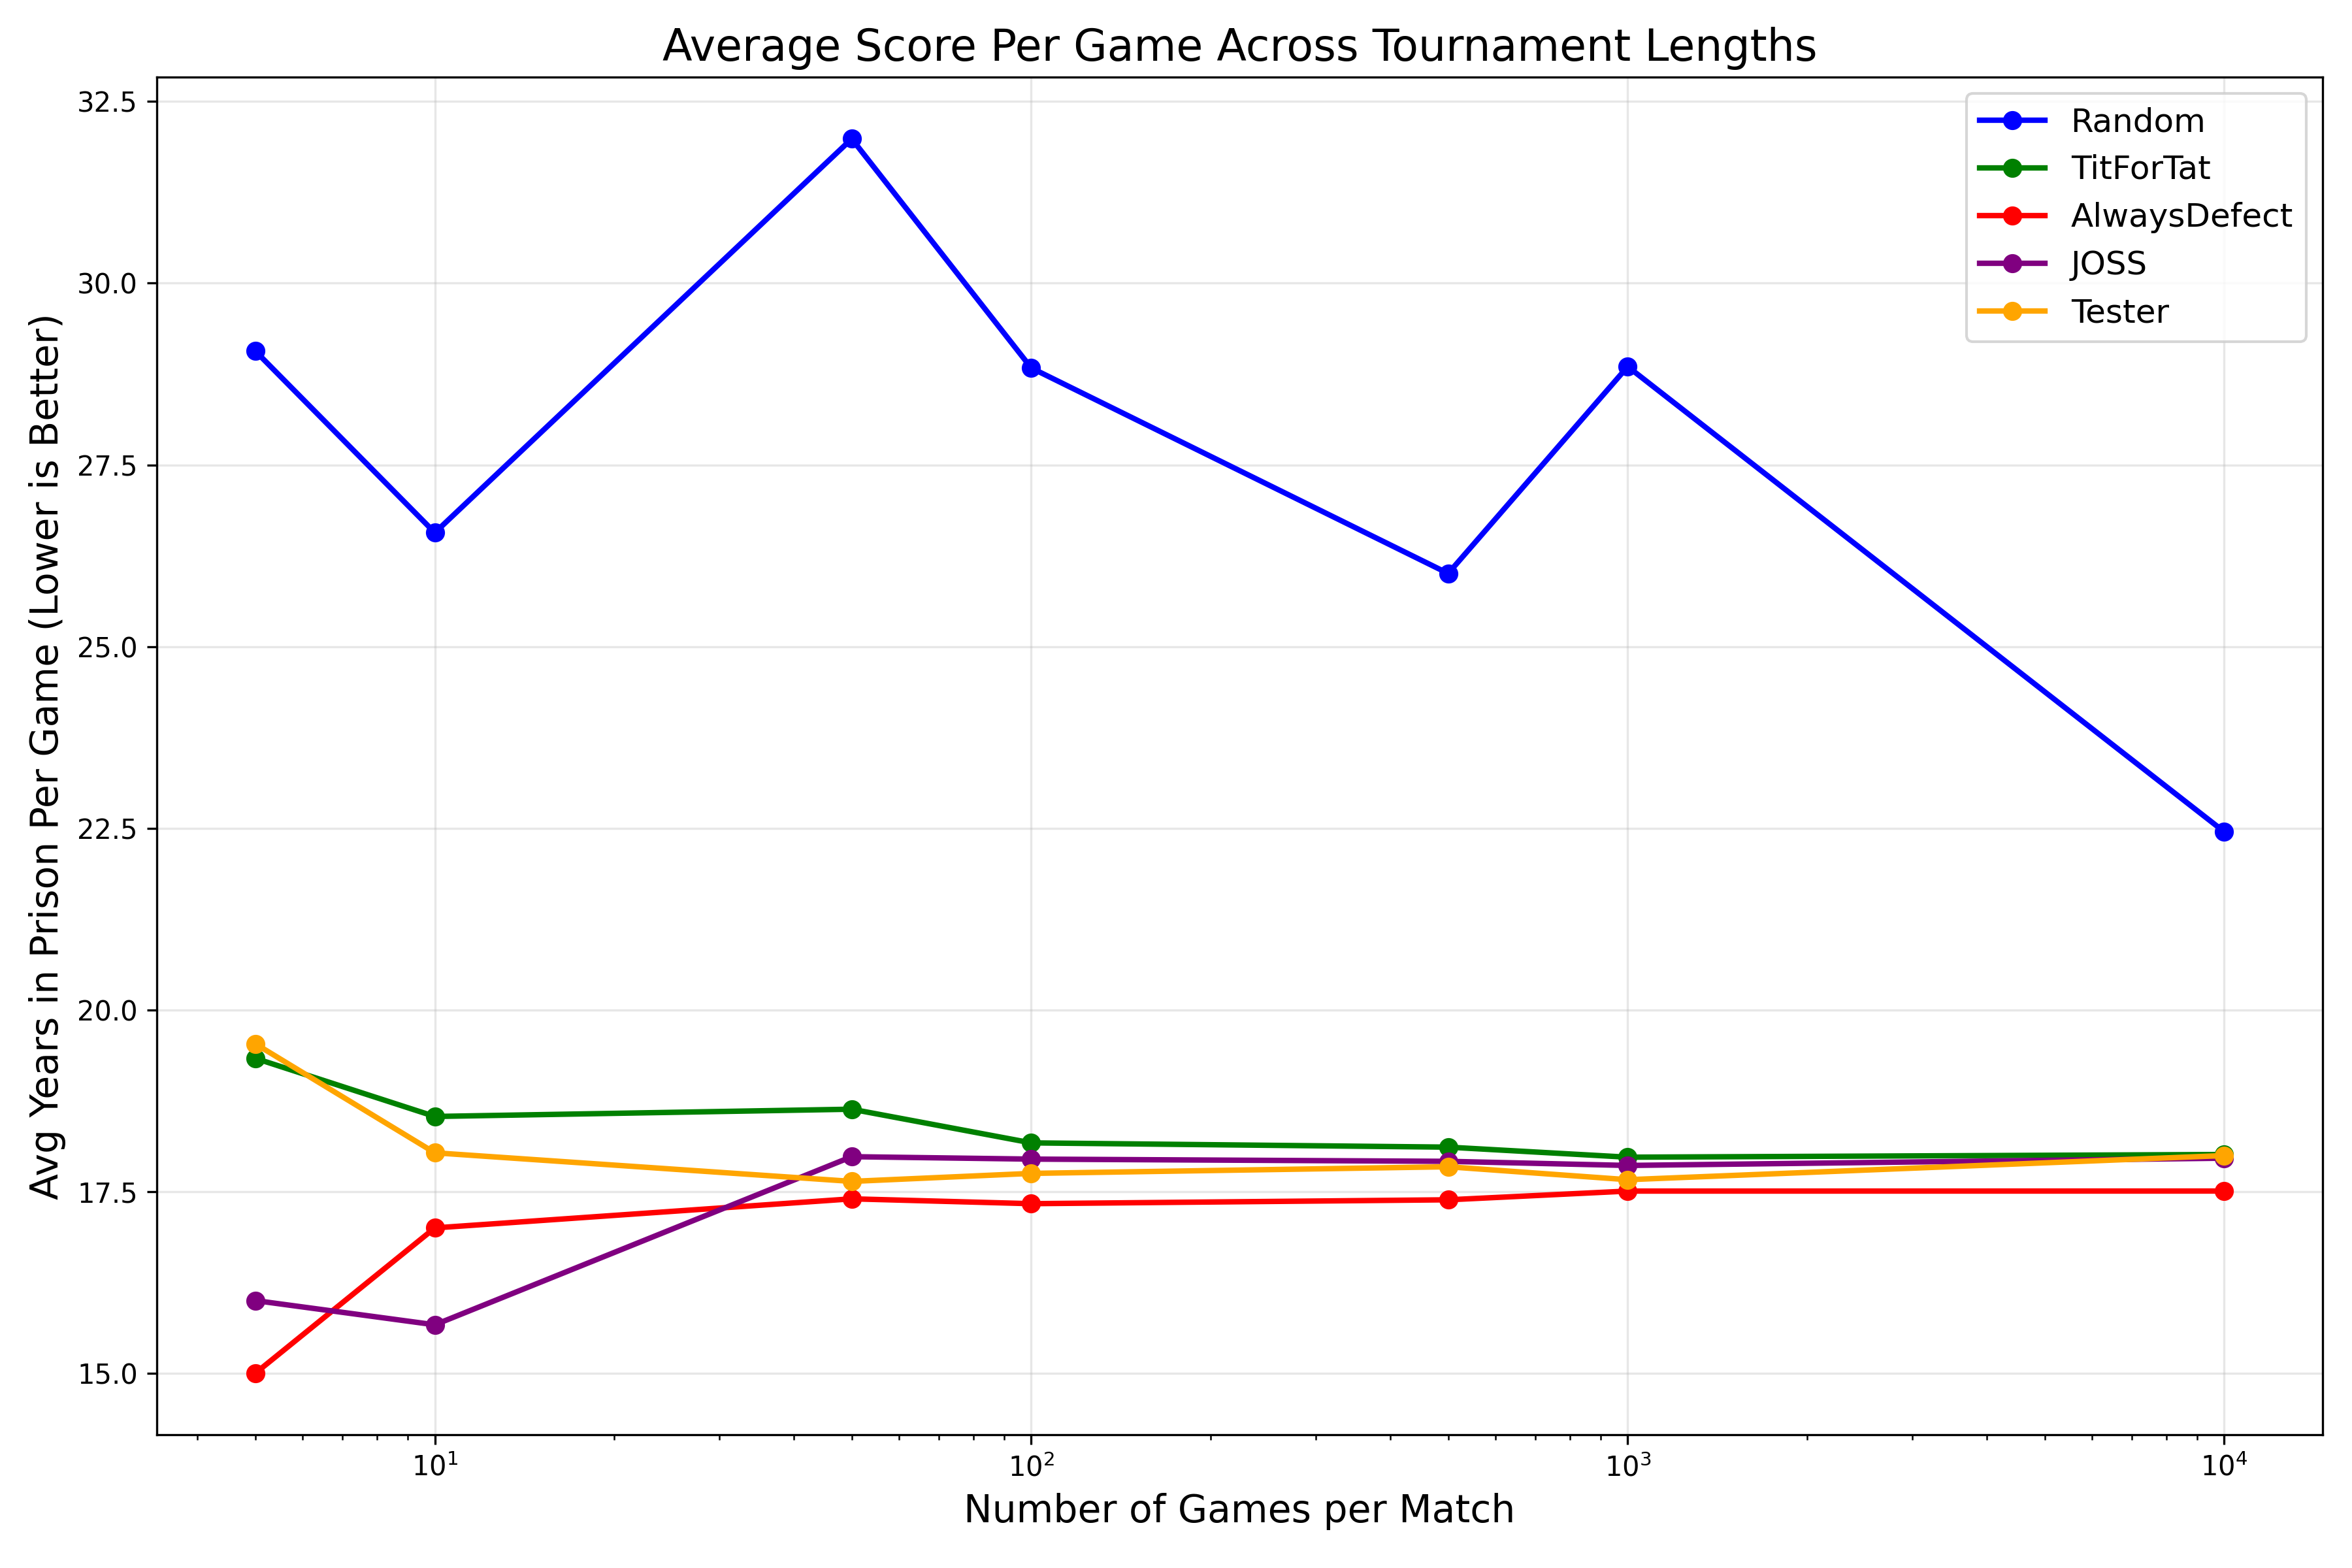 Average Score Per Game Across Tournament Lengths
Avg Years in Prison Per Game (Lower is Better)
32.5
30.0
27.5
25.0
22.5
20.0
17.5
15.0
Random
TitForTat
AlwaysDefect
JOSS
Tester
10¹
10²
10³
10⁴
Number of Games per Match